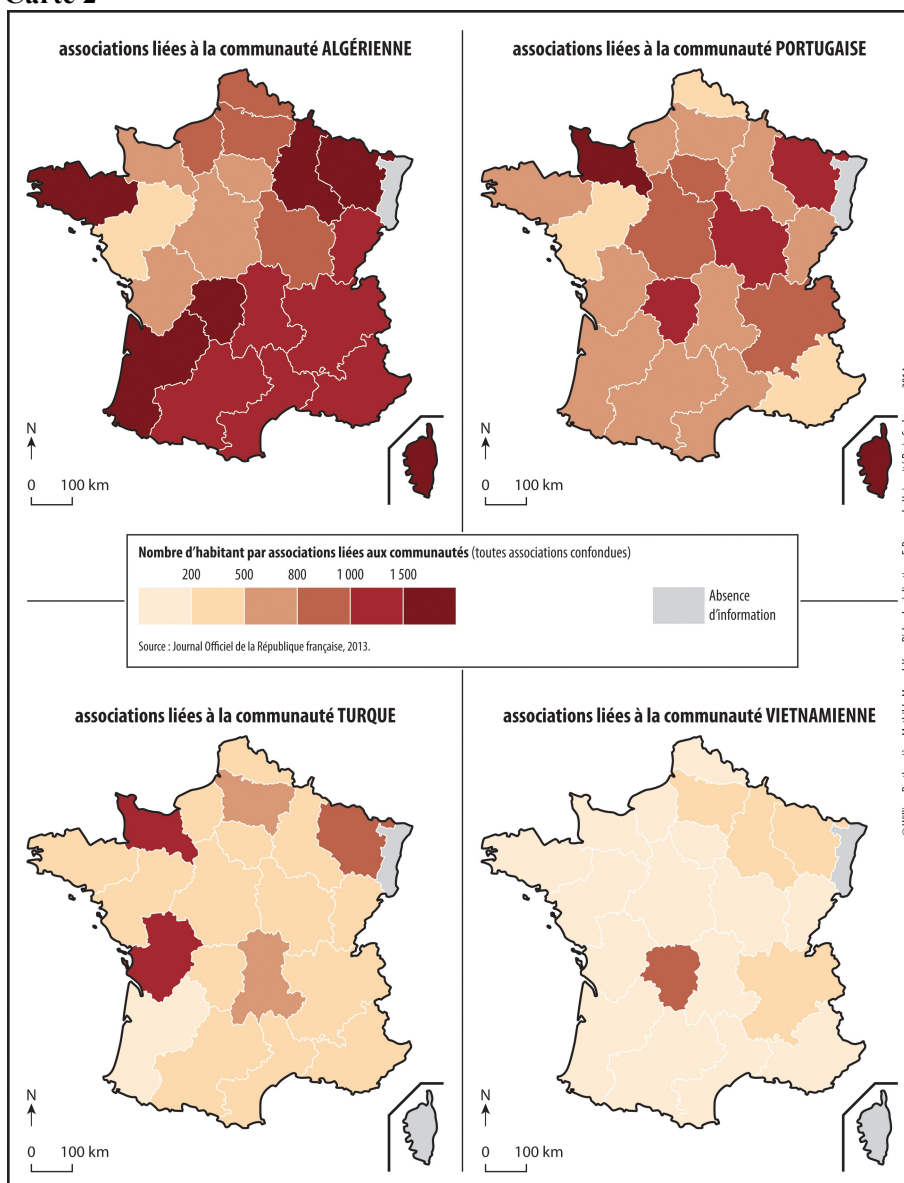 Carte 2
associations liées à la communauté ALGÉRIENNE
associations liées à la communauté PORTUGAISE
N
0 100 km
N
0 100 km
Nombre d'habitant par associations liées aux communautés (toutes associations confondues)
200 500 800 1 000 1 500
Absence
d'information
Source : Journal Officiel de la République française, 2013.
associations liées à la communauté TURQUE
associations liées à la communauté VIETNAMIENNE
N
0 100 km
N
0 100 km